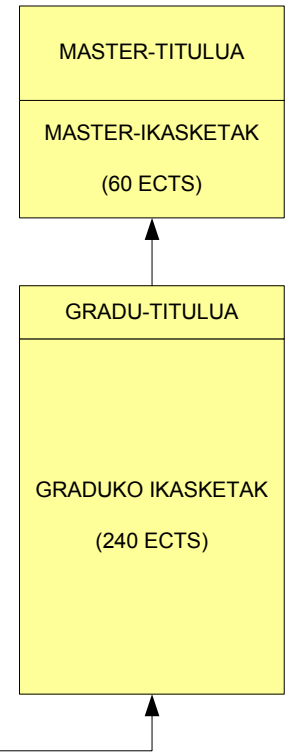 MASTER-TITULUA
MASTER-IKASKETAK
(60 ECTS)
GRADU-TITULUA
GRADUKO IKASKETAK
(240 ECTS)